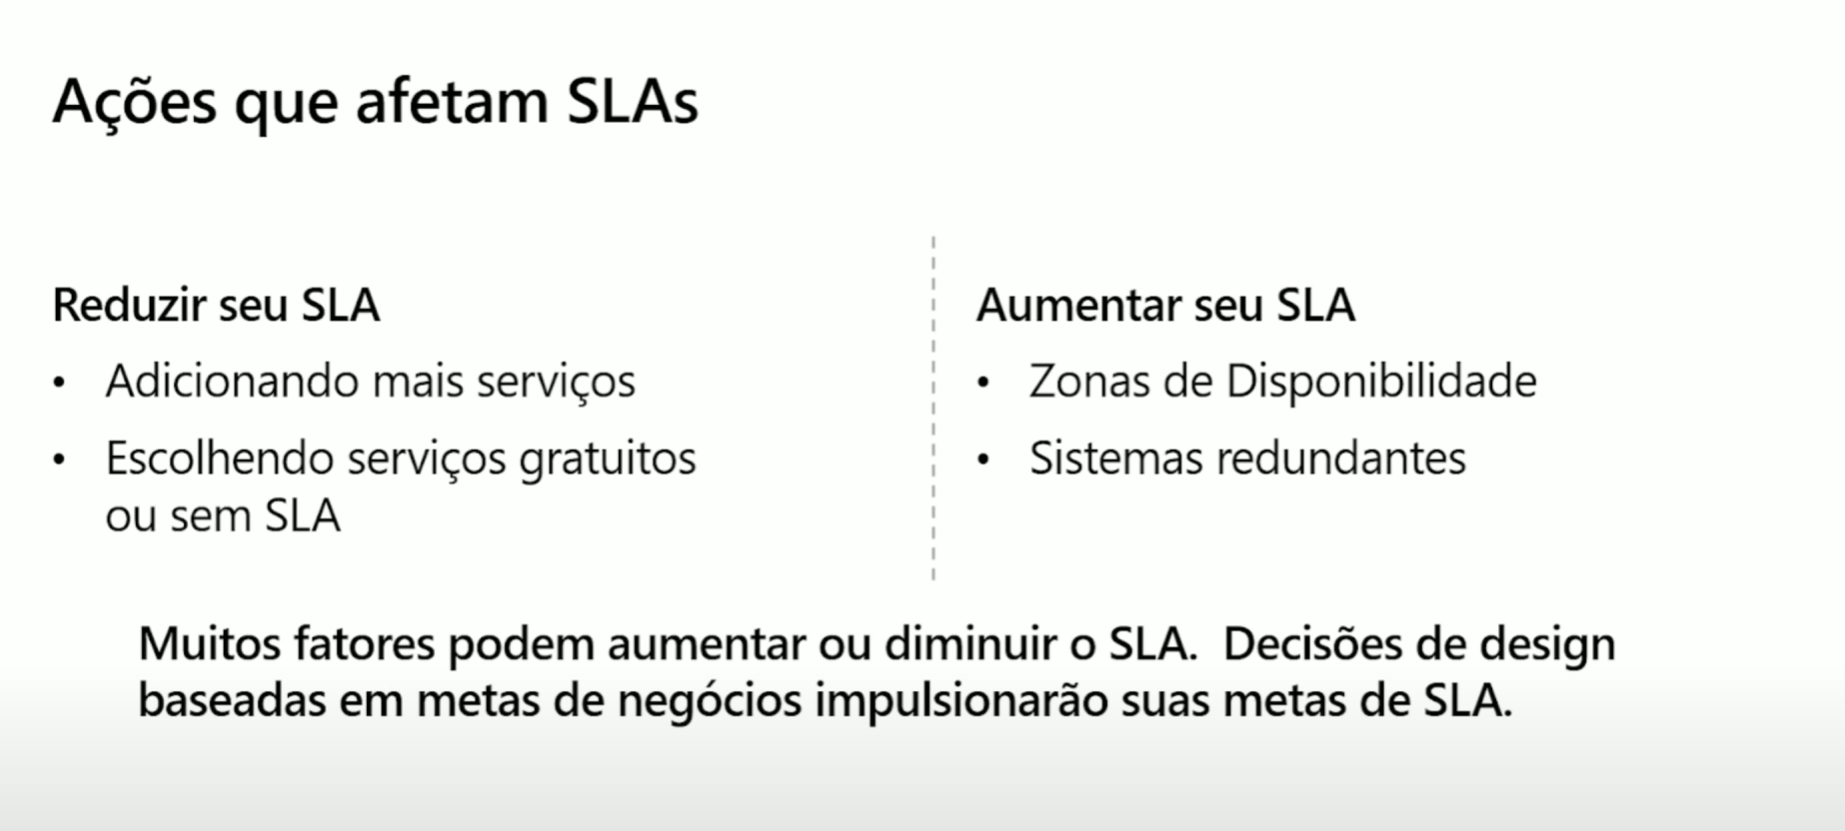 Ações que afetam SLAs
Reduzir seu SLA
• Adicionando mais serviços
• Escolhendo serviços gratuitos
ou sem SLA
Aumentar seu SLA
• Zonas de Disponibilidade
• Sistemas redundantes
Muitos fatores podem aumentar ou diminuir o SLA.  Decisões de design
baseadas em metas de negócios impulsionarão suas metas de SLA.